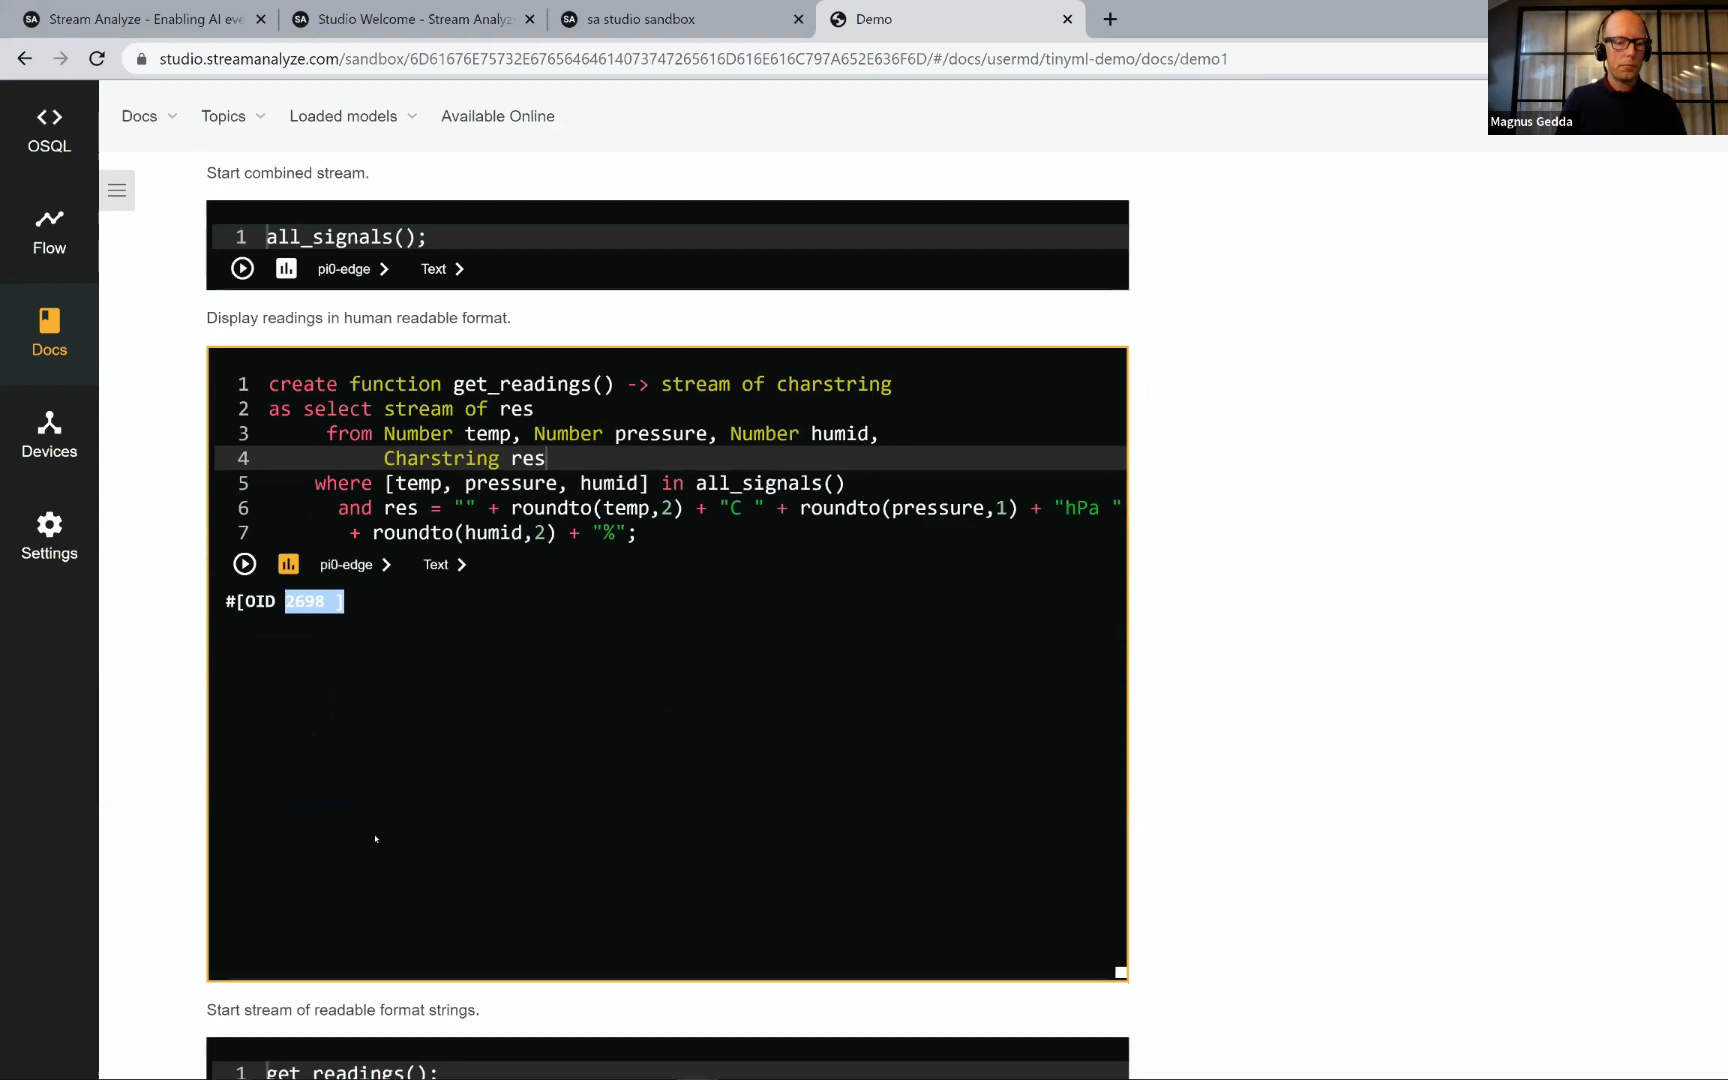 Stream Analyze - Enabling AI eve
Studio Welcome - Stream Analyz
sa studio sandbox
Demo
studio.streamanalyze.com/sandbox/6D61676E75732E67656464614073747265616D616E616C797A652E636F6D/#/docs/usermd/tinyml-demo/docs/demo1
Magnus Gedda
OSQL
Flow
Docs
Devices
Settings
Docs Topics Loaded models Available Online
Start combined stream.
1 all_signals();
pi0-edge Text
Display readings in human readable format.
1 create function get_readings() -> stream of charstring
2 as select stream of res
3 from Number temp, Number pressure, Number humid,
4 Charstring res
5 where [temp, pressure, humid] in all_signals()
6 and res = "" + roundto(temp,2) + "C " + roundto(pressure,1) + "hPa "
7 + roundto(humid,2) + "%";
pi0-edge Text
#[OID 2698 ]
Start stream of readable format strings.
1 get_readings();